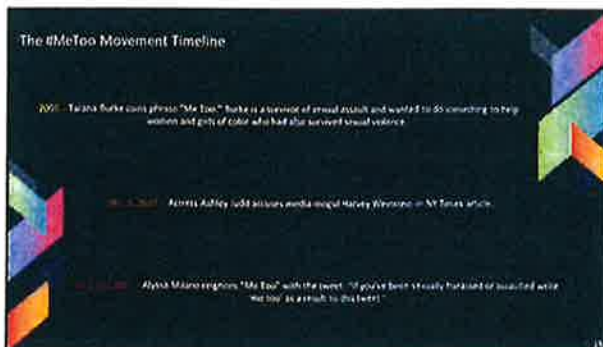 The #MeToo Movement Timeline
Tarana Burke coins phrase "Me Too." Burke is a survivor of sexual assault and wanted to do something to help
women and girls of color who had also survived sexual violence.
Actress Ashley Judd accuses media mogul Harvey Weinstein in NY Times article.
Alyssa Milano reignites "Me Too" with the tweet "If you've been sexually harassed or assaulted write
'me too' as a result to this tweet."